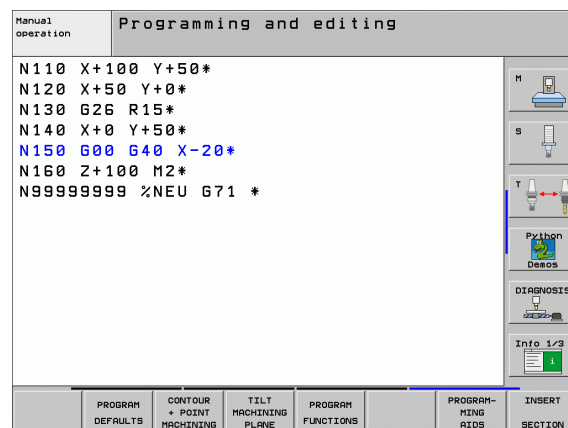 Manual
operation
Programming and editing
N110 X+100 Y+50*
N120 X+50 Y+0*
N130 G26 R15*
N140 X+0 Y+50*
N150 G00 G40 X-20*
N160 Z+100 M2*
N99999999 %NEU G71 *
M
S
T
Python
Demos
DIAGNOSIS
Info 1/3
i
PROGRAM
DEFAULTS
CONTOUR
+ POINT
MACHINING
TILT
MACHINING
PLANE
PROGRAM
FUNCTIONS
PROGRAM-
MING
AIDS
INSERT
SECTION